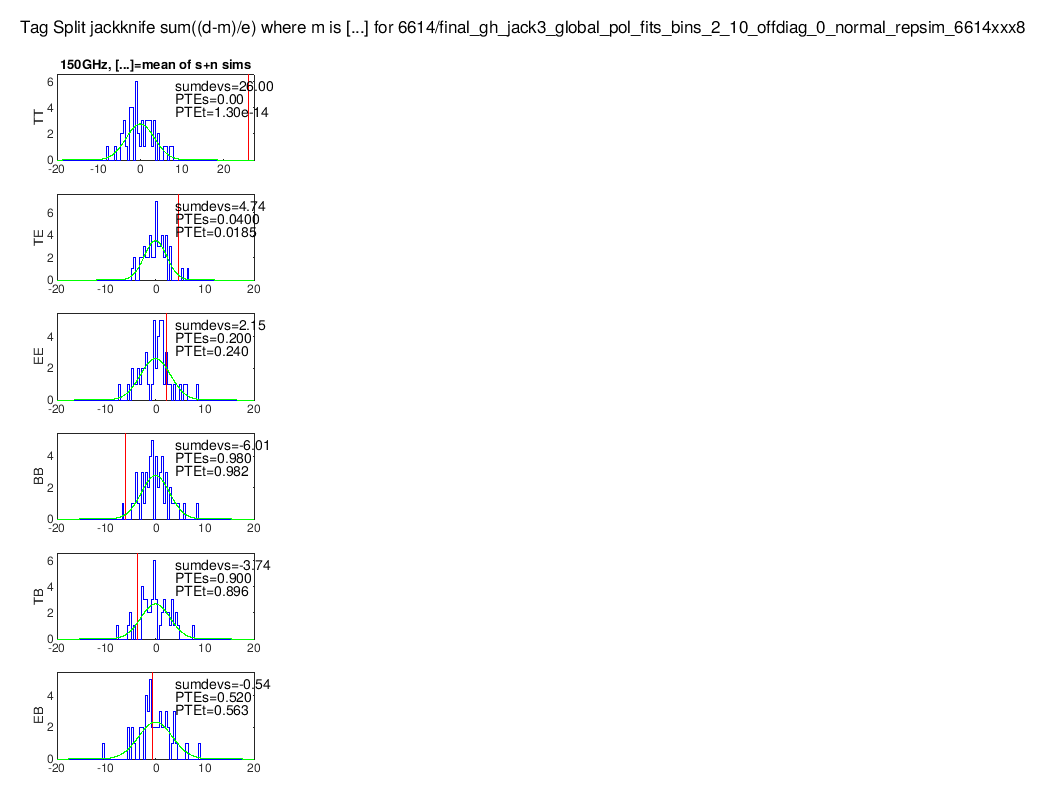 Tag Split jackknife sum((d-m)/e) where m is [...] for 6614/final_gh_jack3_global_pol_fits_bins_2_10_offdiag_0_normal_repsim_6614xxx8
150GHz, [...]=mean of s+n sims
sumdevs=26.00
PTEs=0.00
PTEt=1.30e-14
TT
6
4
2
0
-20 -10 0 10 20
sumdevs=4.74
PTEs=0.0400
PTEt=0.0185
TE
6
4
2
0
-20 -10 0 10 20
sumdevs=2.15
PTEs=0.200
PTEt=0.240
EE
4
2
0
-20 -10 0 10 20
sumdevs=-6.01
PTEs=0.980
PTEt=0.982
BB
4
2
0
-20 -10 0 10 20
sumdevs=-3.74
PTEs=0.900
PTEt=0.896
TB
6
4
2
0
-20 -10 0 10 20
sumdevs=-0.54
PTEs=0.520
PTEt=0.563
EB
4
2
0
-20 -10 0 10 20